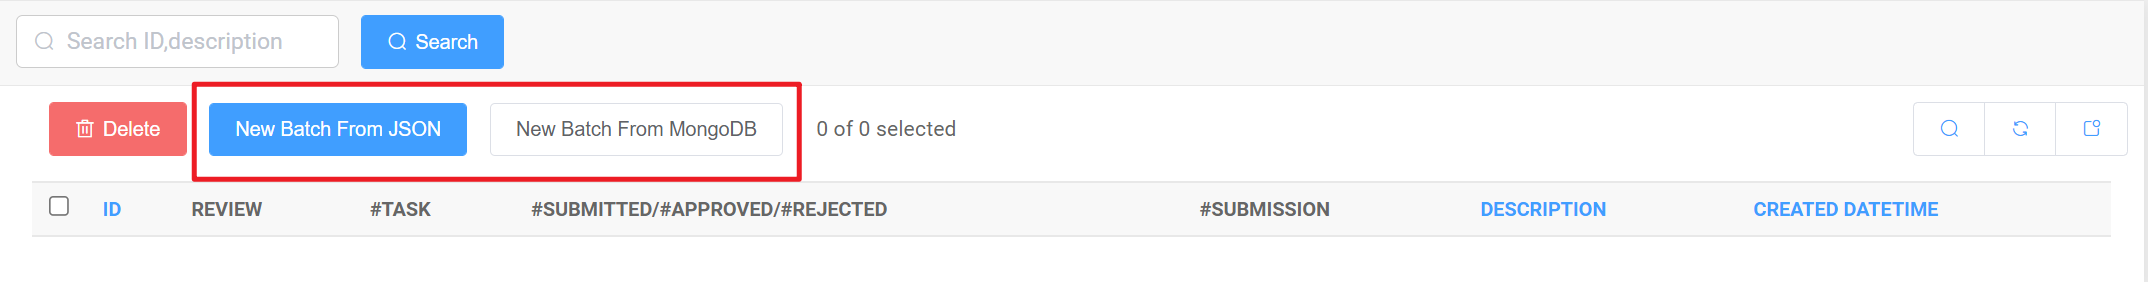 Search ID,description
Search
Delete
New Batch From JSON
New Batch From MongoDB
0 of 0 selected
ID
REVIEW
#TASK
#SUBMITTED/#APPROVED/#REJECTED
#SUBMISSION
DESCRIPTION
CREATED DATETIME